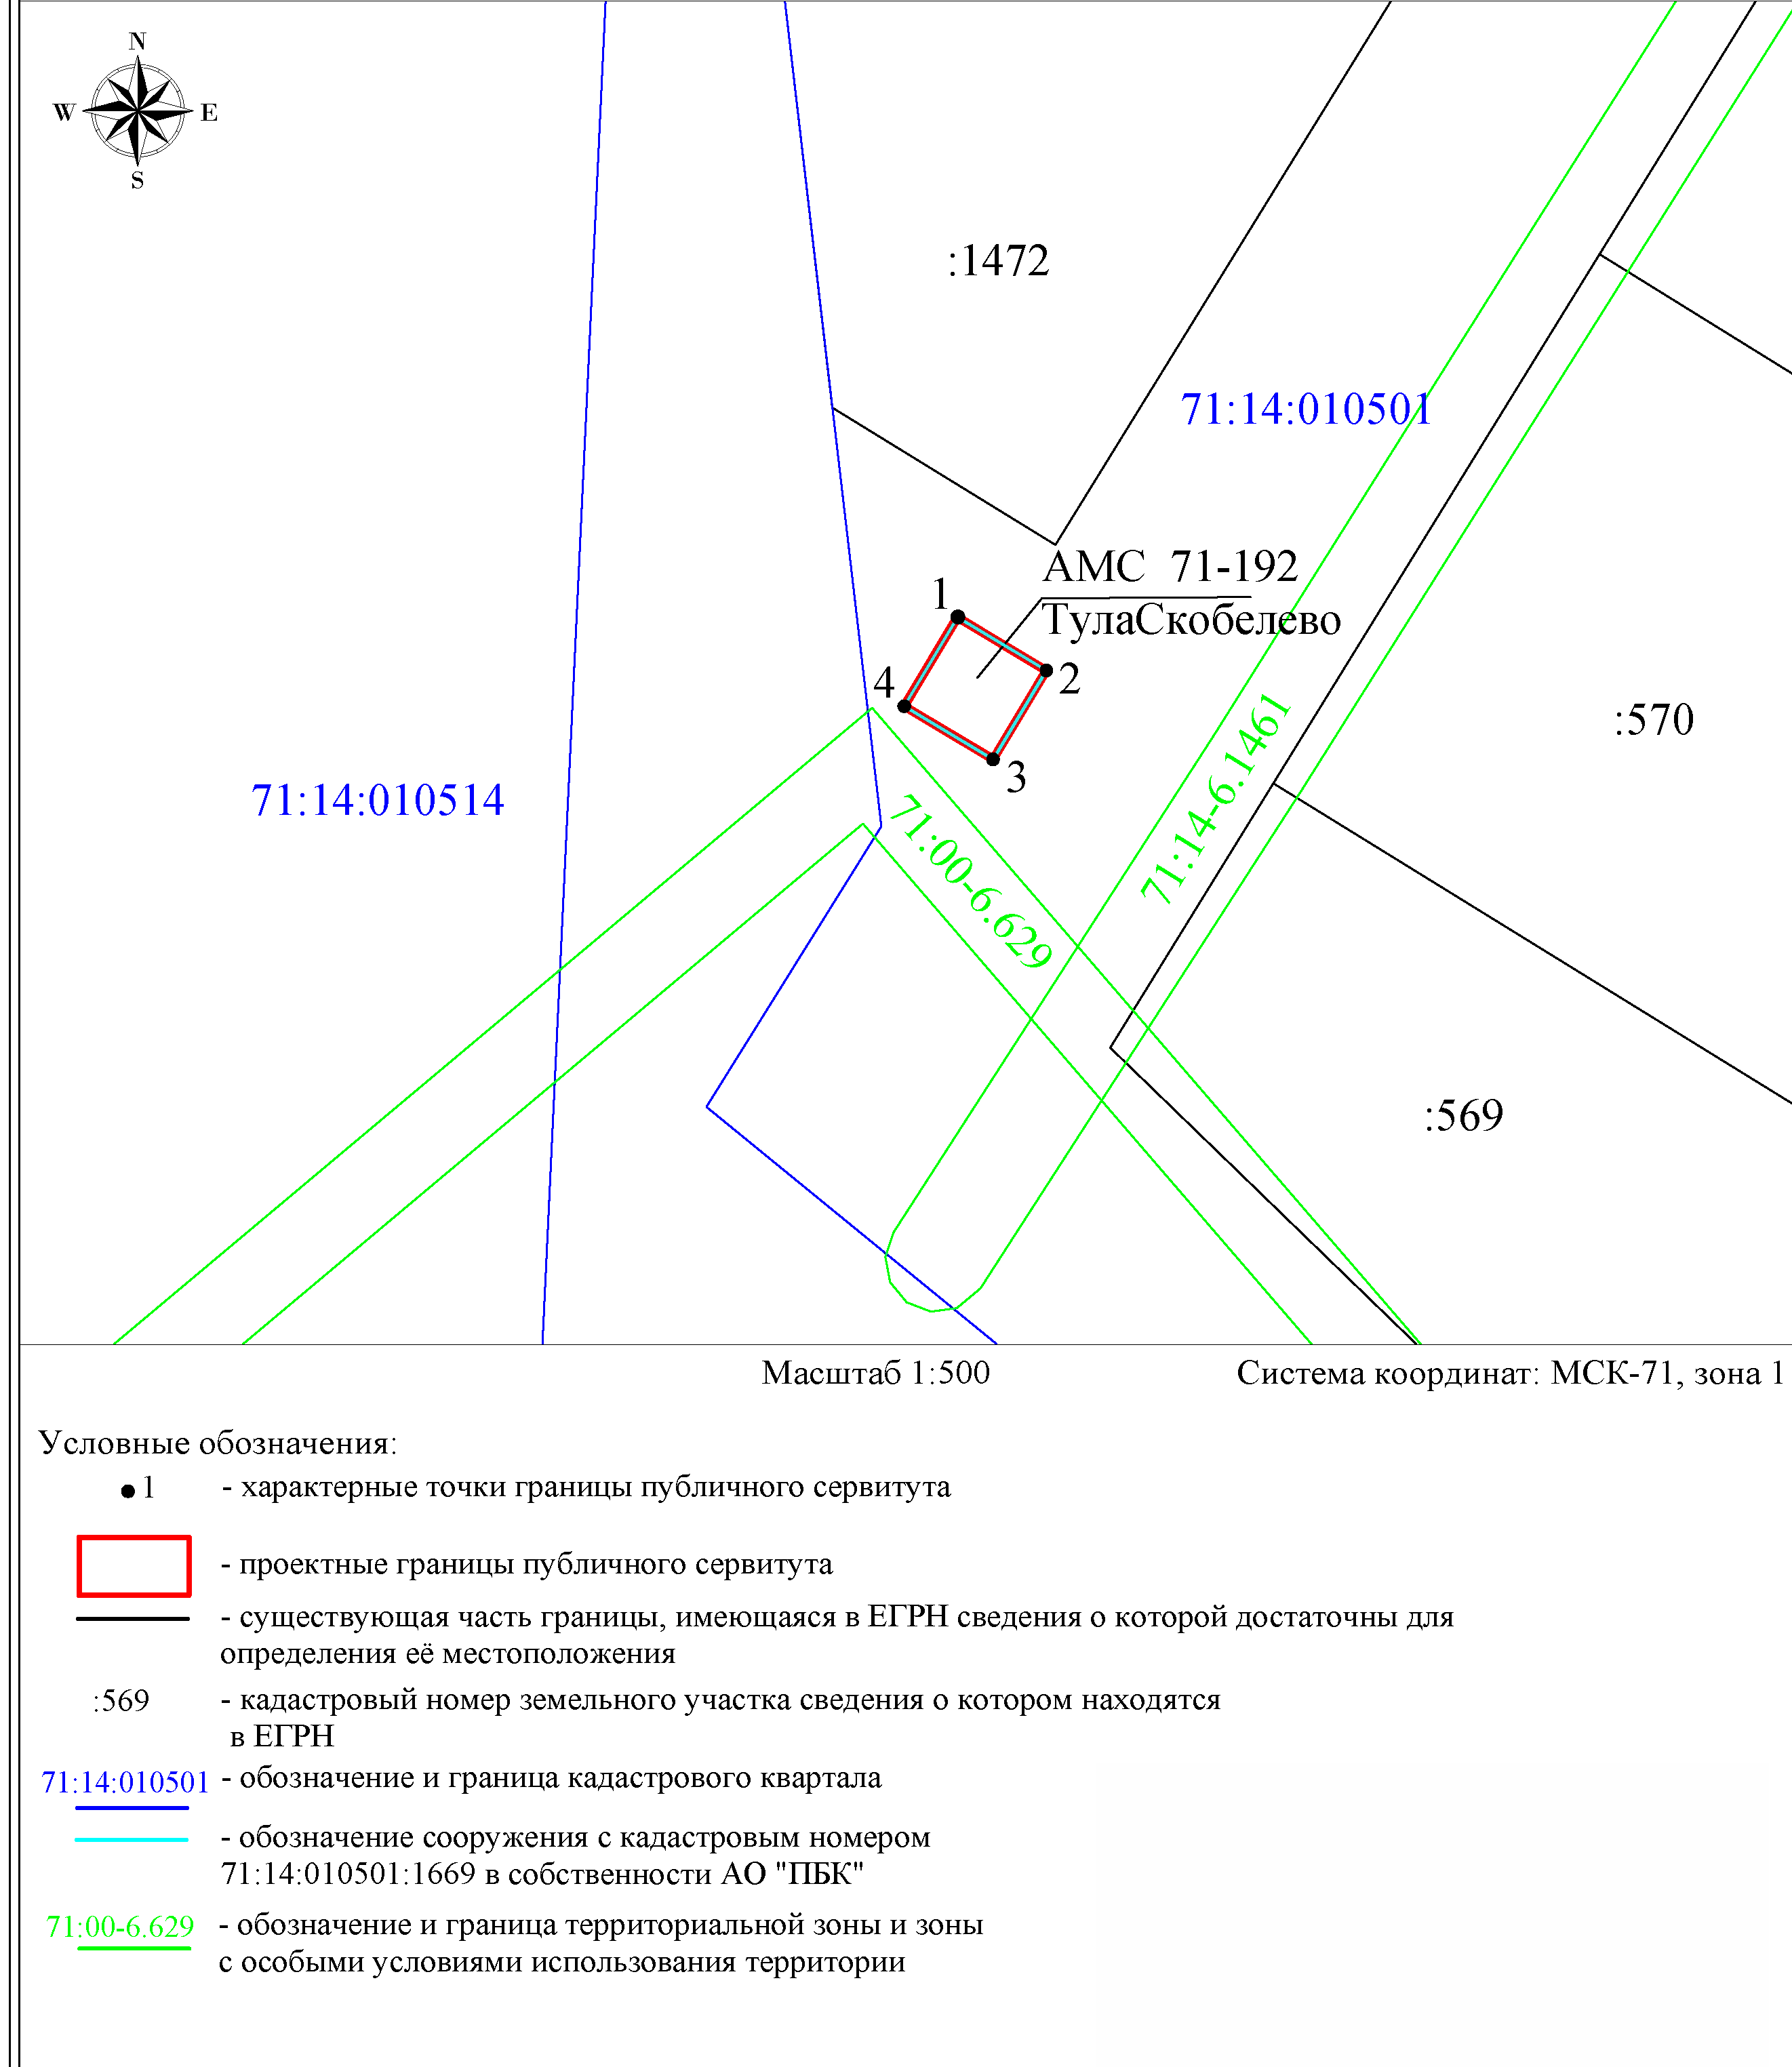 N
W E
S
:1472
71:14:010501
АМС 71-192
ТулаСкобелево
1
2
4
3
:570
71:14-6.1461
71:14:010514
71:00-6.629
:569
Масштаб 1:500
Система координат: МСК-71, зона 1
Условные обозначения:
1 - характерные точки границы публичного сервитута
- проектные границы публичного сервитута
- существующая часть границы, имеющаяся в ЕГРН сведения о которой достаточны для
определения её местоположения
:569 - кадастровый номер земельного участка сведения о котором находятся
в ЕГРН
71:14:010501 - обозначение и граница кадастрового квартала
- обозначение сооружения с кадастровым номером
71:14:010501:1669 в собственности АО "ПБК"
71:00-6.629 - обозначение и граница территориальной зоны и зоны
с особыми условиями использования территории